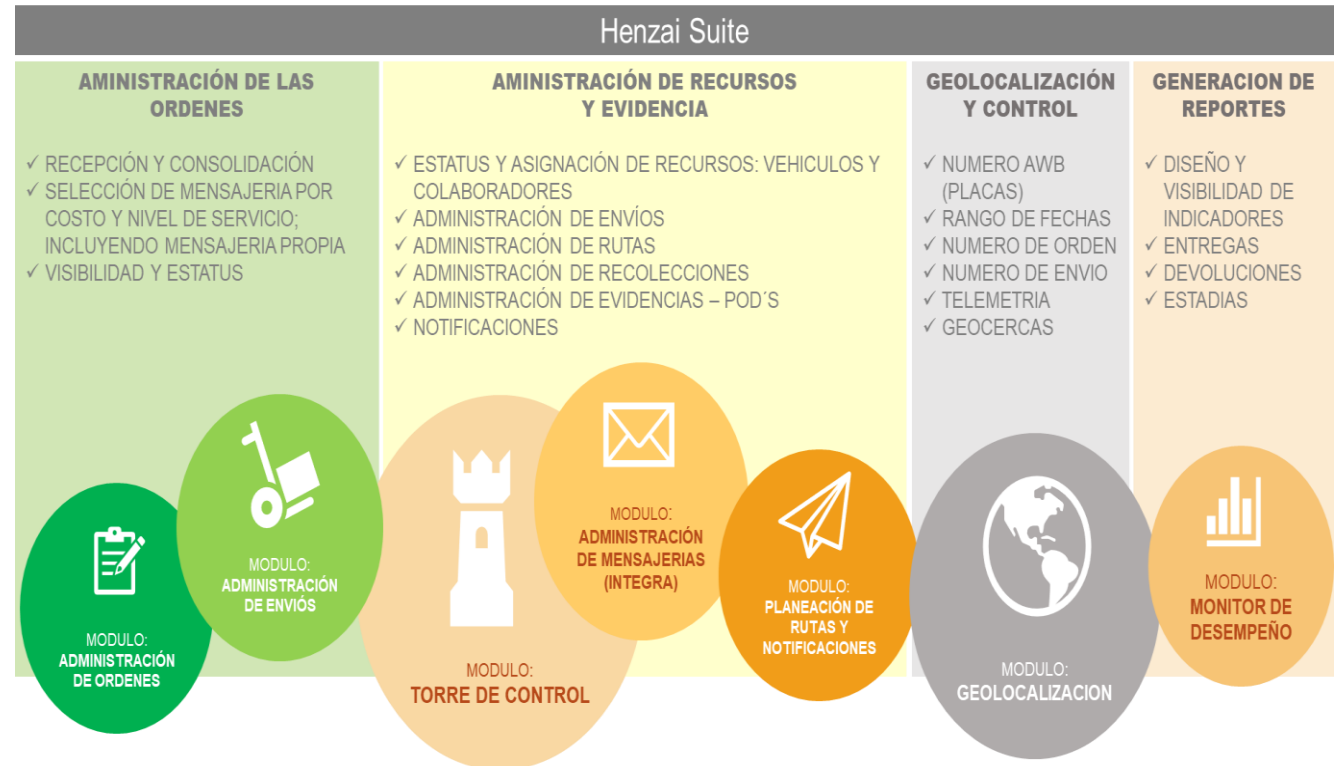 Henzai Suite
AMINISTRACIÓN DE LAS
ORDENES
✓ RECEPCIÓN Y CONSOLIDACIÓN
✓ SELECCIÓN DE MENSAJERIA POR
COSTO Y NIVEL DE SERVICIO;
INCLUYENDO MENSAJERIA PROPIA
✓ VISIBILIDAD Y ESTATUS
AMINISTRACIÓN DE RECURSOS
Y EVIDENCIA
✓ ESTATUS Y ASIGNACIÓN DE RECURSOS: VEHICULOS Y
COLABORADORES
✓ ADMINISTRACIÓN DE ENVÍOS
✓ ADMINISTRACIÓN DE RUTAS
✓ ADMINISTRACIÓN DE RECOLECCIONES
✓ ADMINISTRACIÓN DE EVIDENCIAS – POD´S
✓ NOTIFICACIONES
GEOLOCALIZACIÓN
Y CONTROL
✓ NUMERO AWB
(PLACAS)
✓ RANGO DE FECHAS
✓ NUMERO DE ORDEN
✓ NUMERO DE ENVIO
✓ TELEMETRIA
✓ GEOCERCAS
GENERACION DE
REPORTES
✓ DISEÑO Y
VISIBILIDAD DE
INDICADORES
✓ ENTREGAS
✓ DEVOLUCIONES
✓ ESTADIAS
MODULO:
ADMINISTRACIÓN
DE ORDENES
MODULO:
ADMINISTRACIÓN
DE ENVIÓS
MODULO:
TORRE DE CONTROL
MODULO:
ADMINISTRACIÓN
DE MENSAJERIAS
(INTEGRA)
MODULO:
PLANEACIÓN DE
RUTAS Y
NOTIFICACIONES
MODULO:
GEOLOCALIZACION
MODULO:
MONITOR DE
DESEMPEÑO